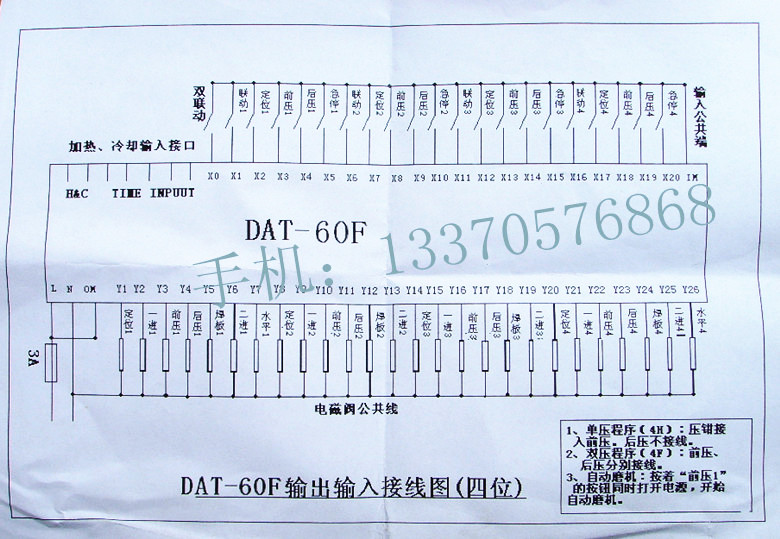 双联动 联动1 定位1 前压1 后压1 急停1 联动2 定位2 前压2 后压2 急停2 联动3 定位3 前压3 后压3 急停3 联动4 定位4 前压4 后压4 急停4 输入公共端
加热、冷却输入接口
H&C TIME INPUUT X0 X1 X2 X3 X4 X5 X6 X7 X8 X9 X10 X11 X12 X13 X14 X15 X16 X17 X18 X19 X20 IM
DAT-60F
手机：13370576868
L N OM Y1 Y2 Y3 Y4 Y5 Y6 Y7 Y8 Y9 Y10 Y11 Y12 Y13 Y14 Y15 Y16 Y17 Y18 Y19 Y20 Y21 Y22 Y23 Y24 Y25 Y26
定位1 一进1 前压1 后压1 焊板1 二进1 水平1 定位2 一进2 前压2 后压2 焊板2 二进2 定位3 一进3 前压3 后压3 焊板3 二进3 定位4 一进4 前压4 后压4 焊板4 二进4 水平4
3A
电磁阀公共线
1、单压程序(4H)：压钳接
入前压。后压不接线。
2、双压程序(4F)：前压、
后压分别接线。
3、自动磨机：按着“前压1”
的按钮同时打开电源，开始
自动磨机。
DAT-60F输出输入接线图(四位)